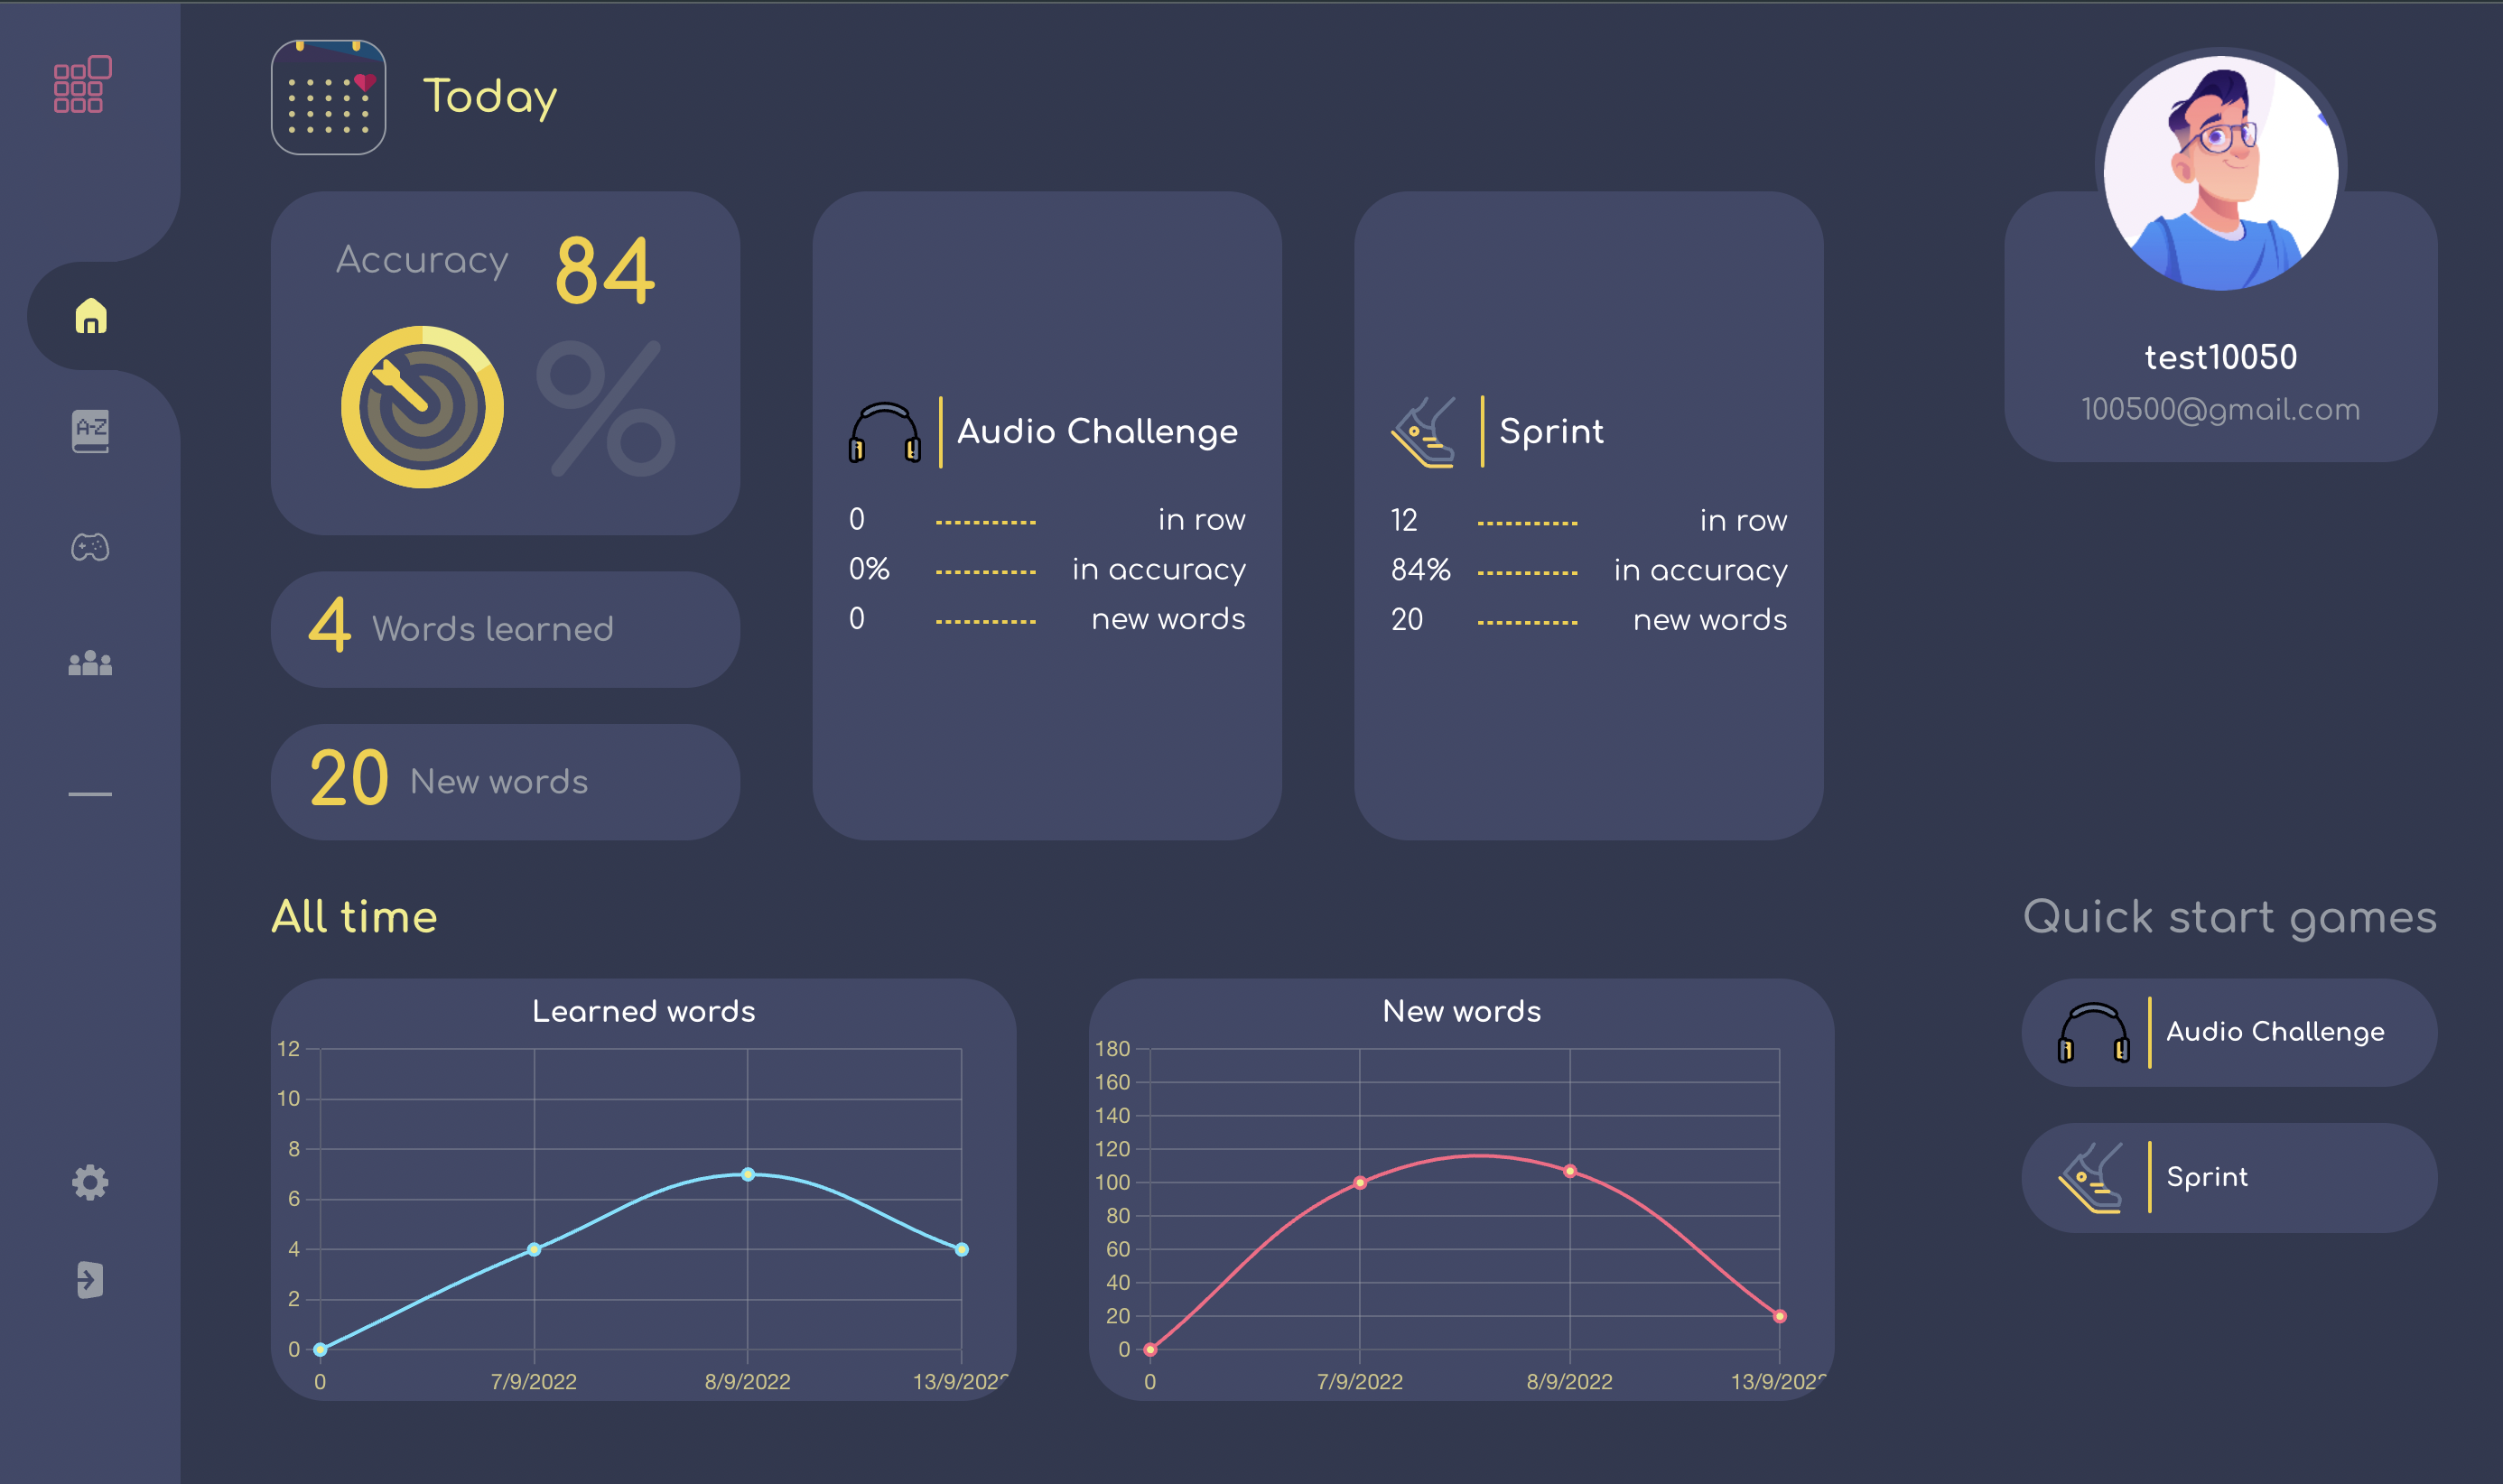 Today
Accuracy 84
%
4 Words learned
20 New words
Audio Challenge
0 in row
0% in accuracy
0 new words
Sprint
12 in row
84% in accuracy
20 new words
test10050
100500@gmail.com
A-Z
All time
Learned words
12
10
8
6
4
2
0
0 7/9/2022 8/9/2022 13/9/202
New words
180
160
140
120
100
80
60
40
20
0
0 7/9/2022 8/9/2022 13/9/202
Quick start games
Audio Challenge
Sprint